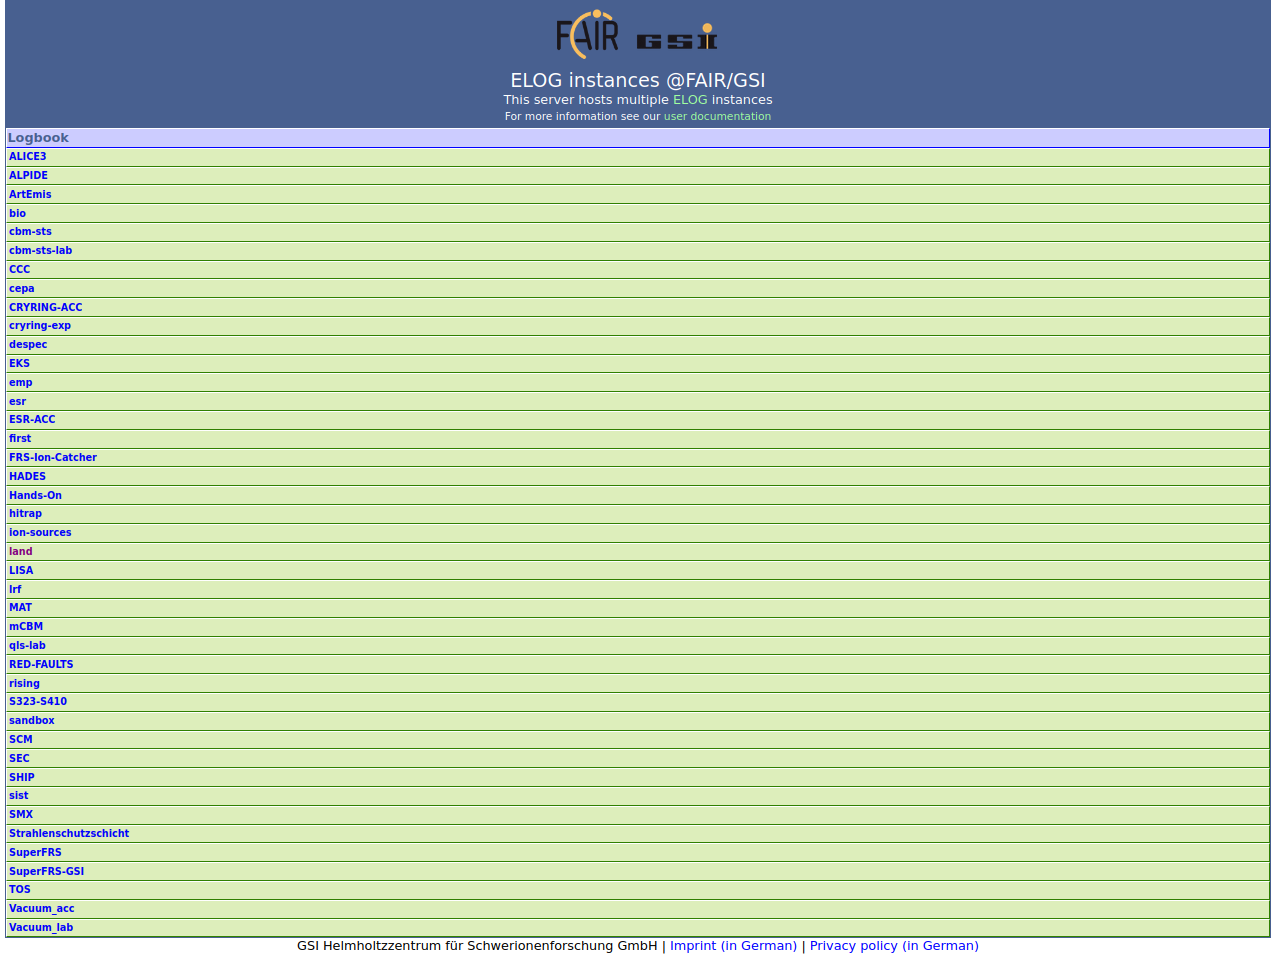 FAIR GSI
ELOG instances @FAIR/GSI
This server hosts multiple ELOG instances
For more information see our user documentation
Logbook
ALICE3
ALPIDE
ArtEmis
bio
cbm-sts
cbm-sts-lab
CCC
cepa
CRYRING-ACC
cryring-exp
despec
EKS
emp
esr
ESR-ACC
first
FRS-Ion-Catcher
HADES
Hands-On
hitrap
ion-sources
land
LISA
lrf
MAT
mCBM
qls-lab
RED-FAULTS
rising
S323-S410
sandbox
SCM
SEC
SHIP
sist
SMX
Strahlenschutzschicht
SuperFRS
SuperFRS-GSI
TOS
Vacuum_acc
Vacuum_lab
GSI Helmholtzzentrum für Schwerionenforschung GmbH | Imprint (in German) | Privacy policy (in German)